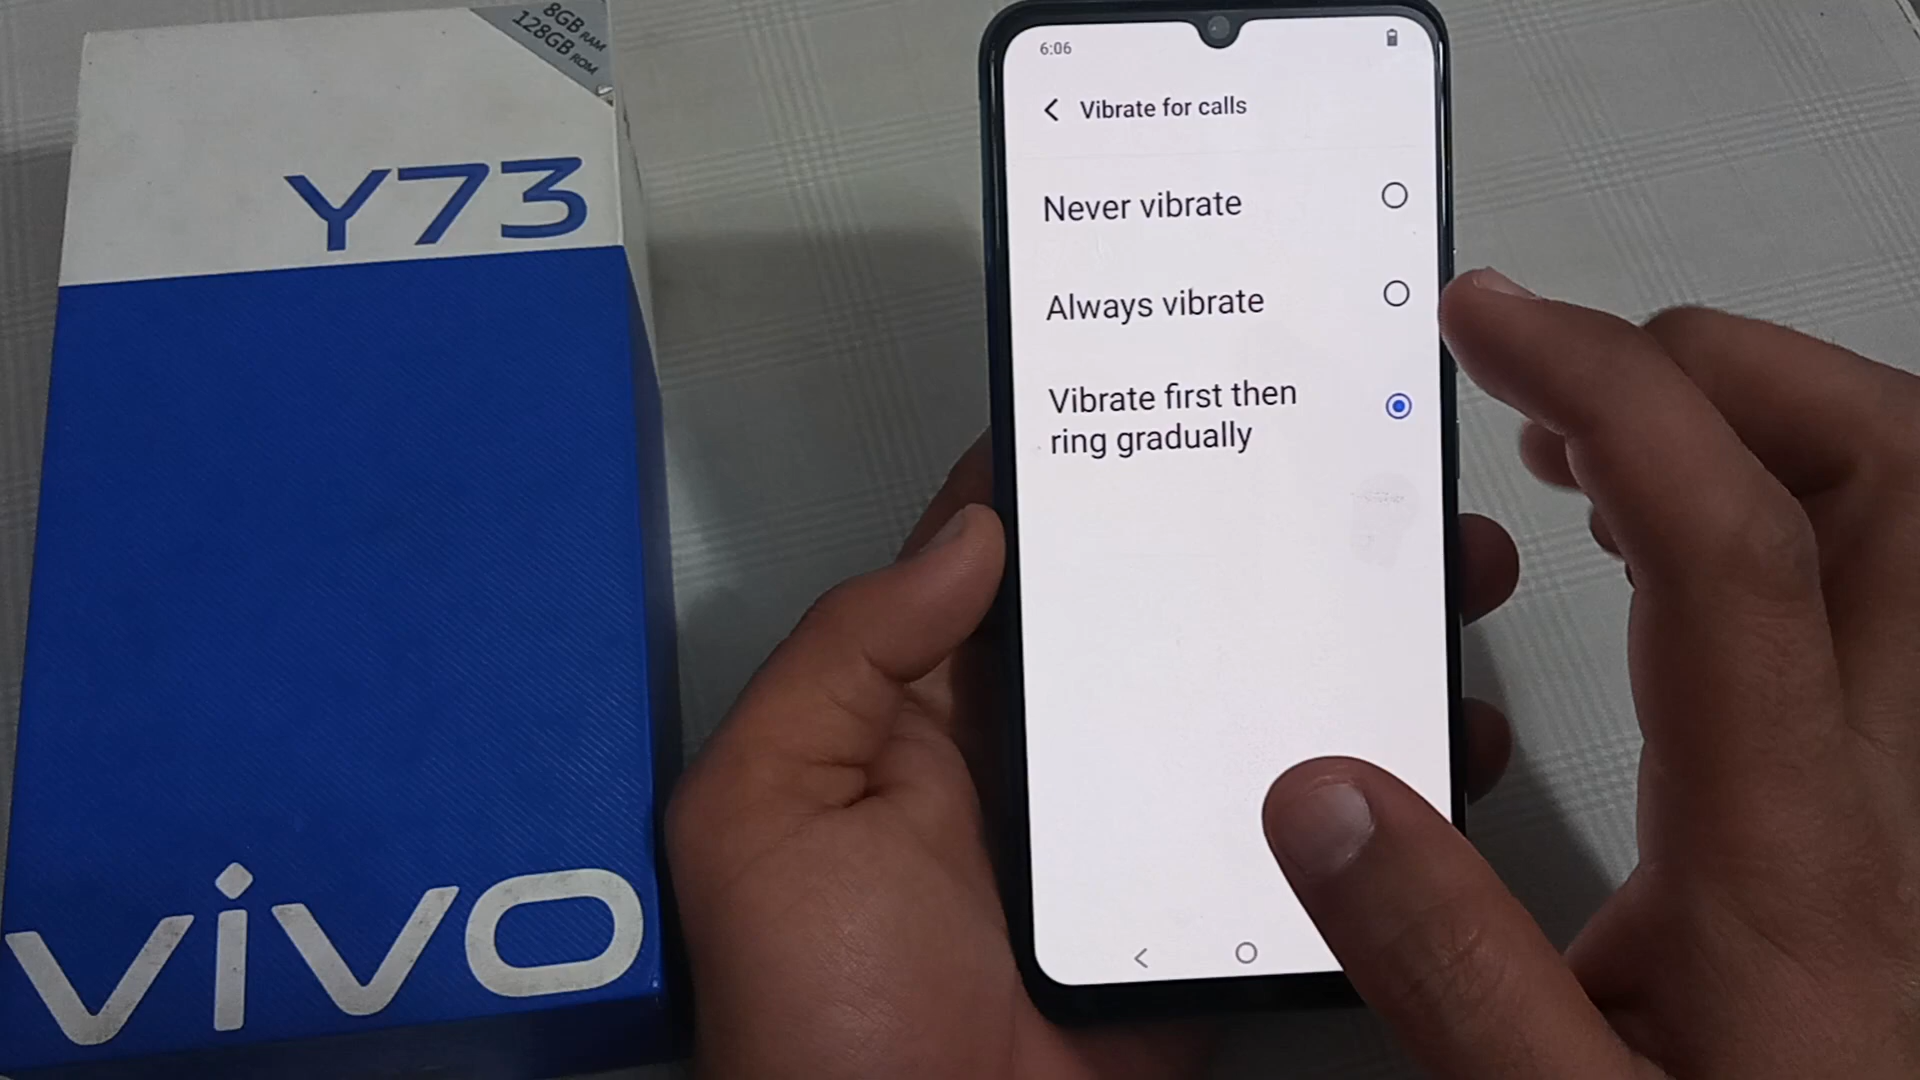 8GB RAM
128GB ROM
Y73
vivo
6:06
Vibrate for calls
Never vibrate
Always vibrate
Vibrate first then
ring gradually